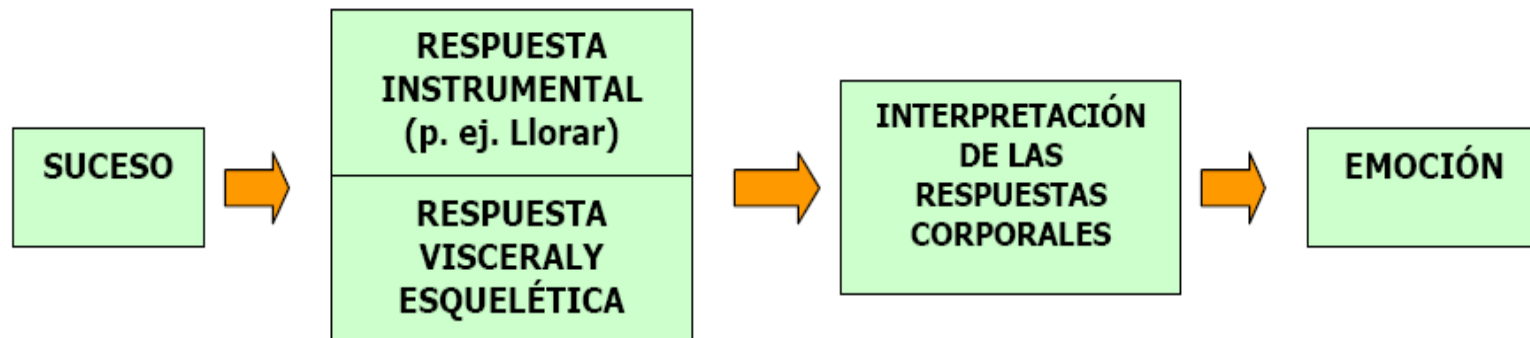 SUCESO
RESPUESTA
INSTRUMENTAL
(p. ej. Llorar)
RESPUESTA
VISCERALY
ESQUELÉTICA
INTERPRETACIÓN
DE LAS
RESPUESTAS
CORPORALES
EMOCIÓN